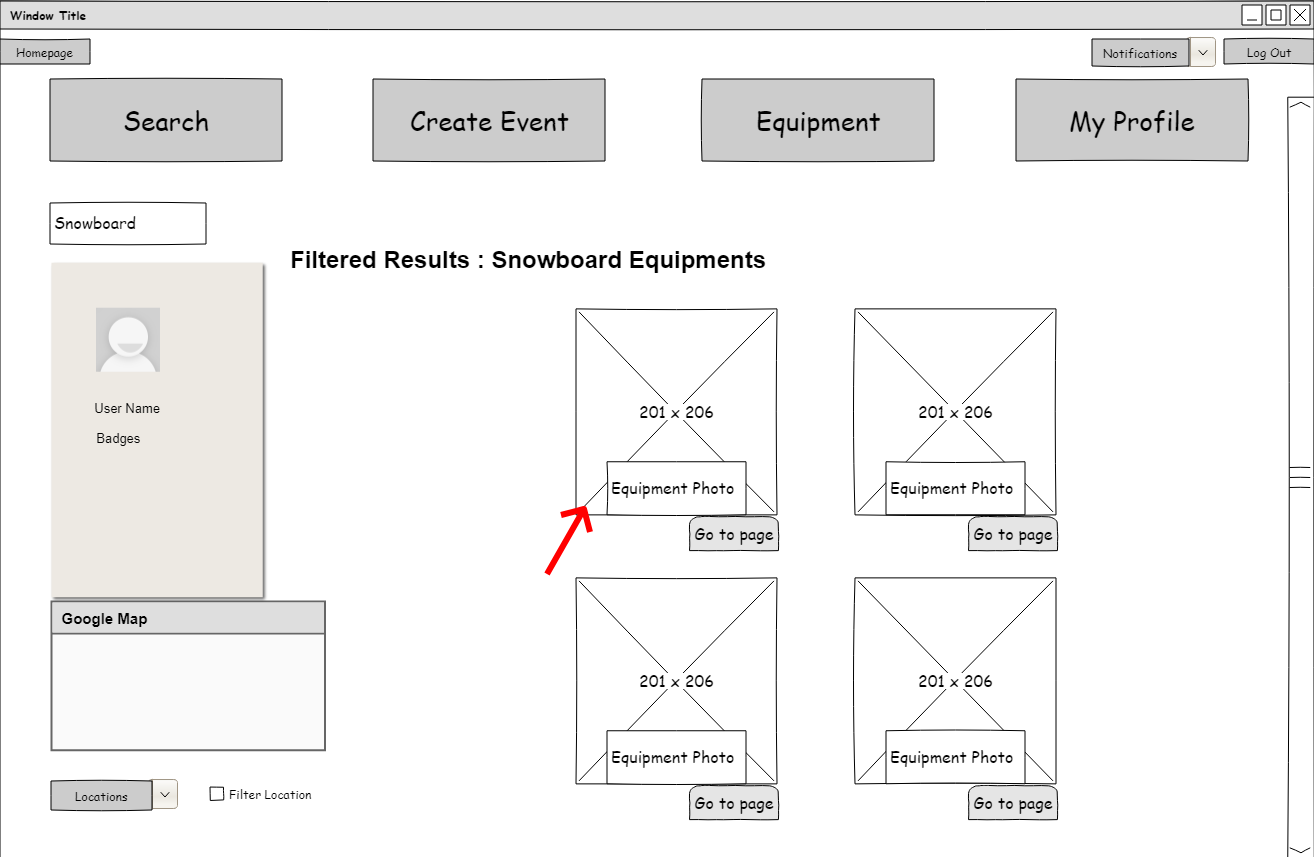 Window Title
Homepage
Notifications
Log Out
Search
Create Event
Equipment
My Profile
Snowboard
Filtered Results : Snowboard Equipments
User Name
Badges
201 x 206
Equipment Photo
Go to page
201 x 206
Equipment Photo
Go to page
Google Map
201 x 206
Equipment Photo
Go to page
201 x 206
Equipment Photo
Go to page
Locations
Filter Location